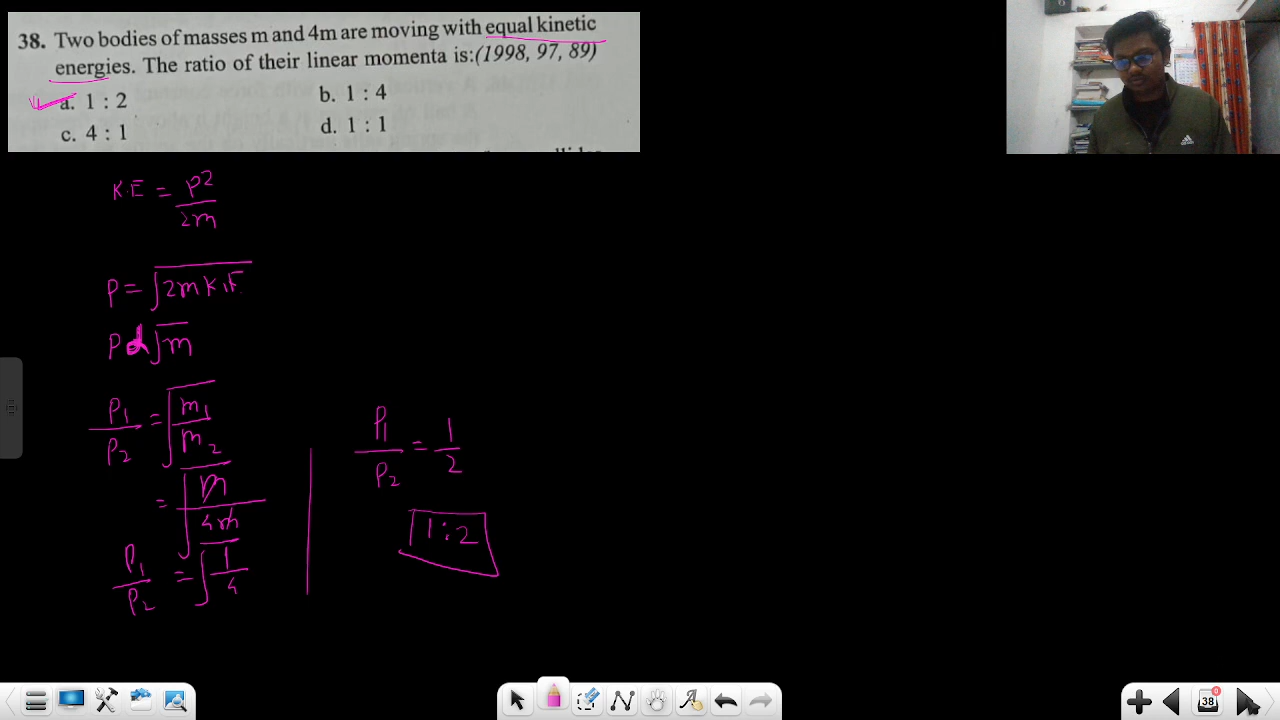 38. Two bodies of masses m and 4m are moving with equal kinetic
energies. The ratio of their linear momenta is:(1998, 97, 89)
a. 1 : 2
b. 1 : 4
c. 4 : 1
d. 1 : 1
K.E = P²/2m
P = √2mK.E
P α √m
P₁/P₂ = √m₁/m₂
= √m/4m
P₁/P₂ = √1/4
P₁/P₂ = 1/2
1:2
38